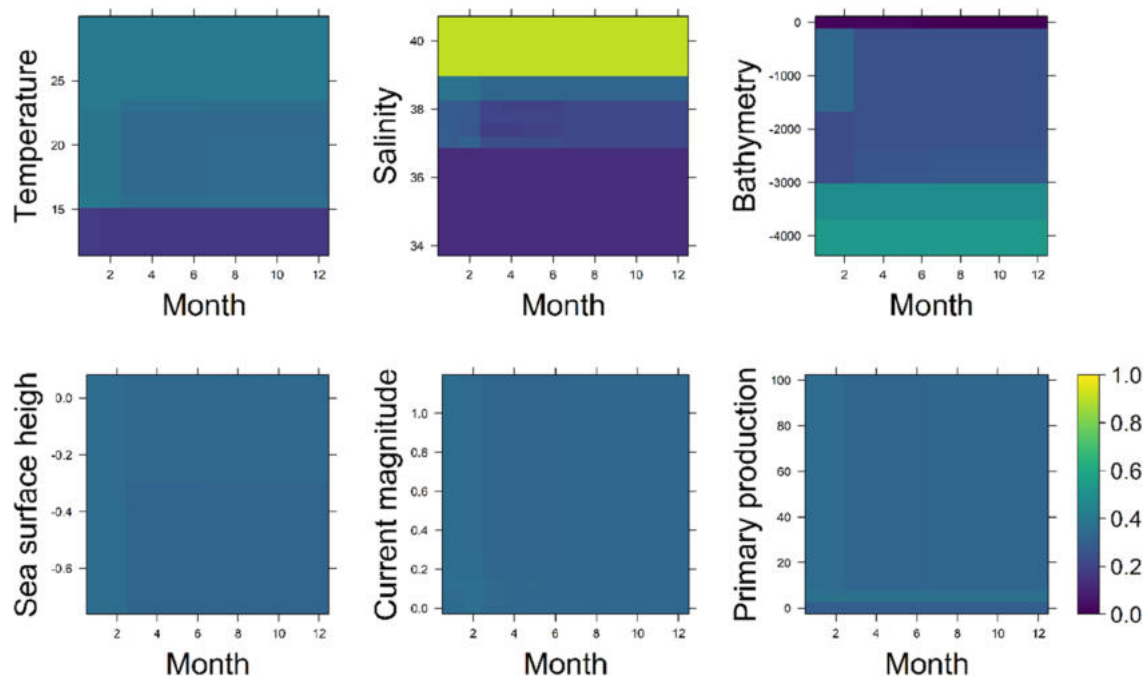 Temperature
25
20
15
2 4 6 8 10 12
Month
Salinity
40
38
36
34
2 4 6 8 10 12
Month
Bathymetry
0
-1000
-2000
-3000
-4000
2 4 6 8 10 12
Month
Sea surface heigh
0.0
-0.2
-0.4
-0.6
2 4 6 8 10 12
Month
Current magnitude
1.0
0.8
0.6
0.4
0.2
0.0
2 4 6 8 10 12
Month
Primary production
100
80
60
40
20
0
2 4 6 8 10 12
Month
1.0
0.8
0.6
0.4
0.2
0.0